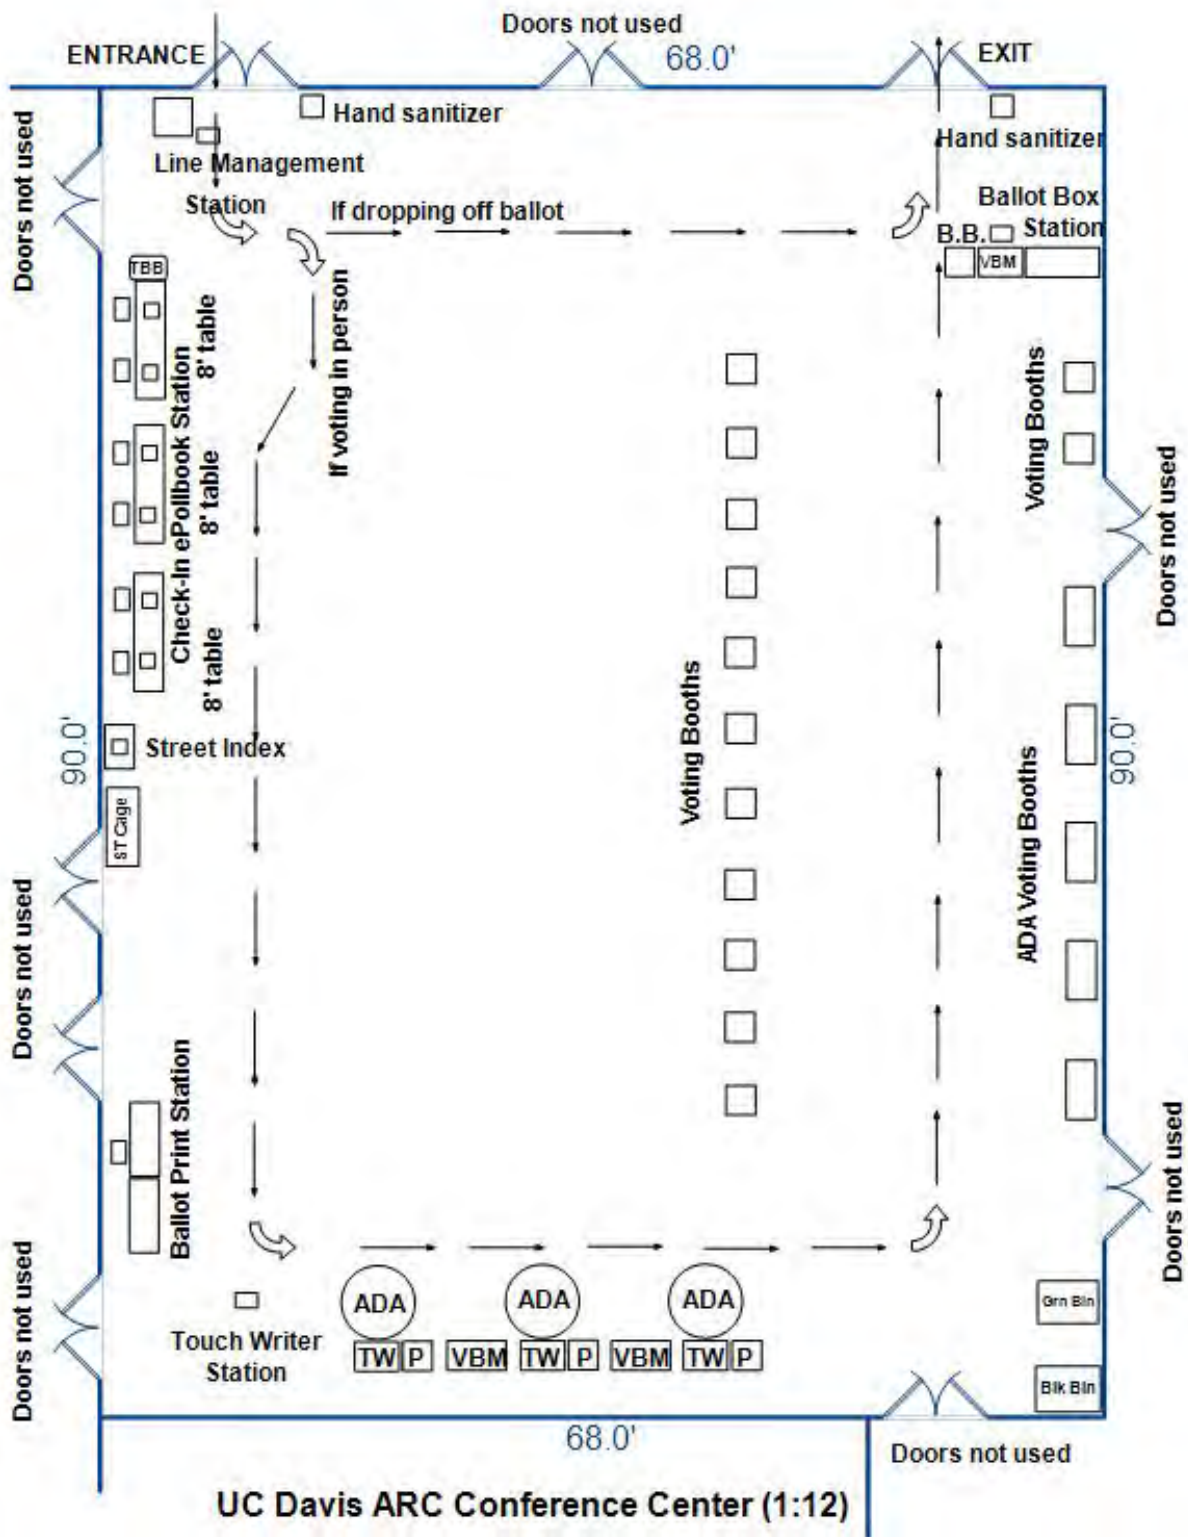 Doors not used
ENTRANCE
68.0'
EXIT
Hand sanitizer
Hand sanitizer
Line Management
Station
If dropping off ballot
Ballot Box
Station
B.B.
VBM
Doors not used
TBB
8' table
8' table
8' table
Check-In ePollbook Station
If voting in person
Voting Booths
Doors not used
Street Index
90.0'
ST Cage
Voting Booths
ADA Voting Booths
90.0'
Doors not used
Ballot Print Station
Doors not used
Doors not used
ADA
ADA
ADA
Touch Writer
Station
TW P VBM TW P VBM TW P
Grn Bin
Blk Bin
68.0'
Doors not used
UC Davis ARC Conference Center (1:12)